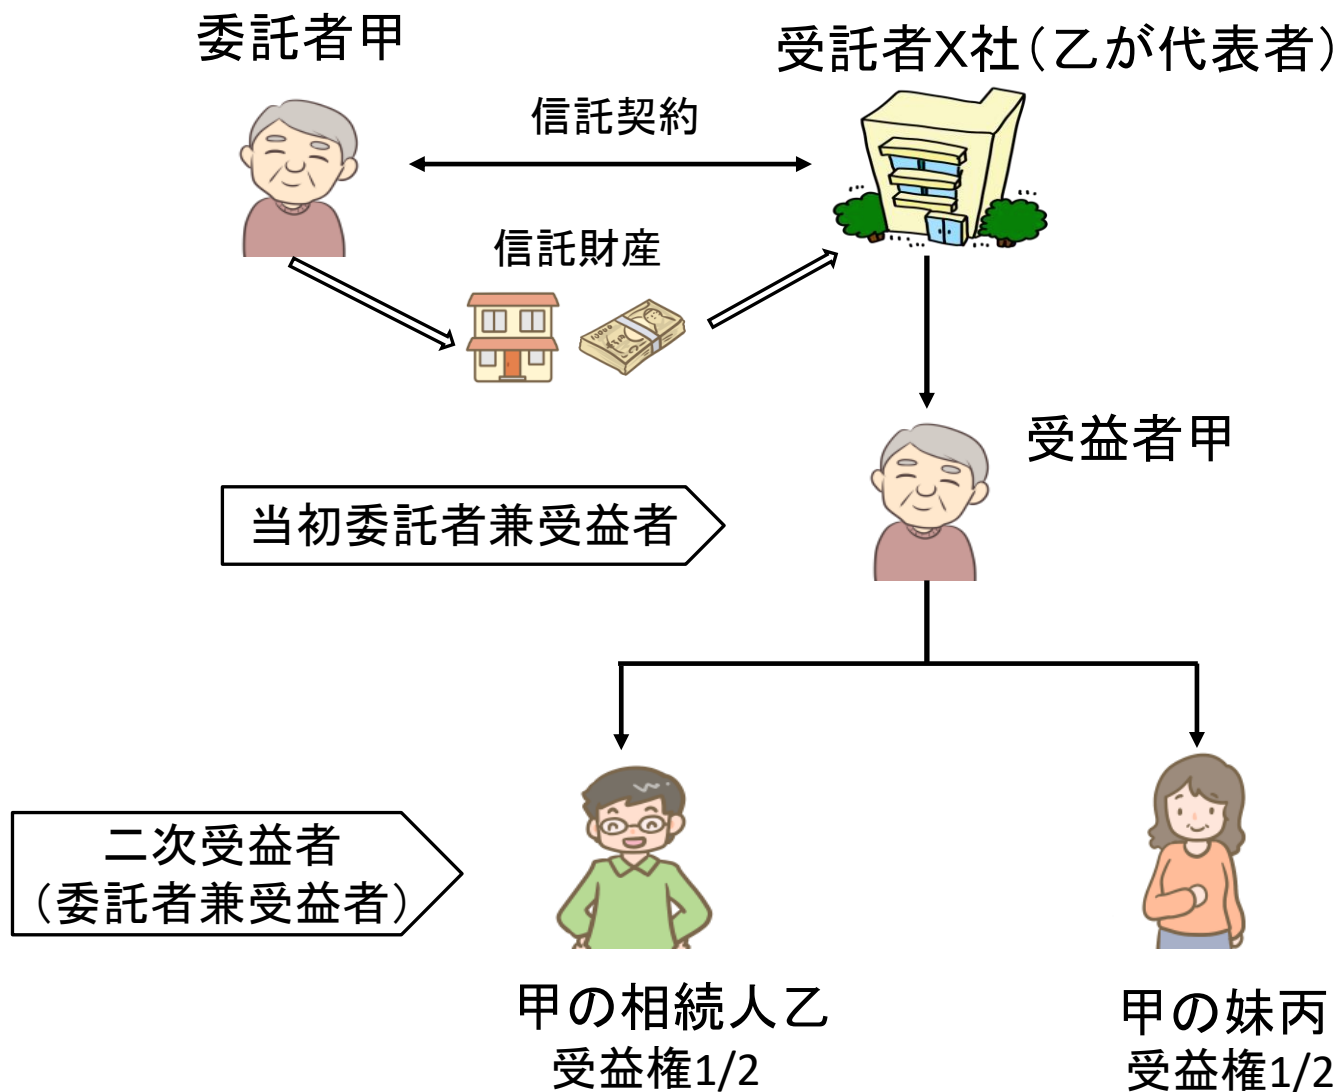 委託者甲
受託者X社(乙が代表者)
信託契約
信託財産
受益者甲
当初委託者兼受益者
二次受益者
(委託者兼受益者)
甲の相続人乙
受益権1/2
甲の妹丙
受益権1/2